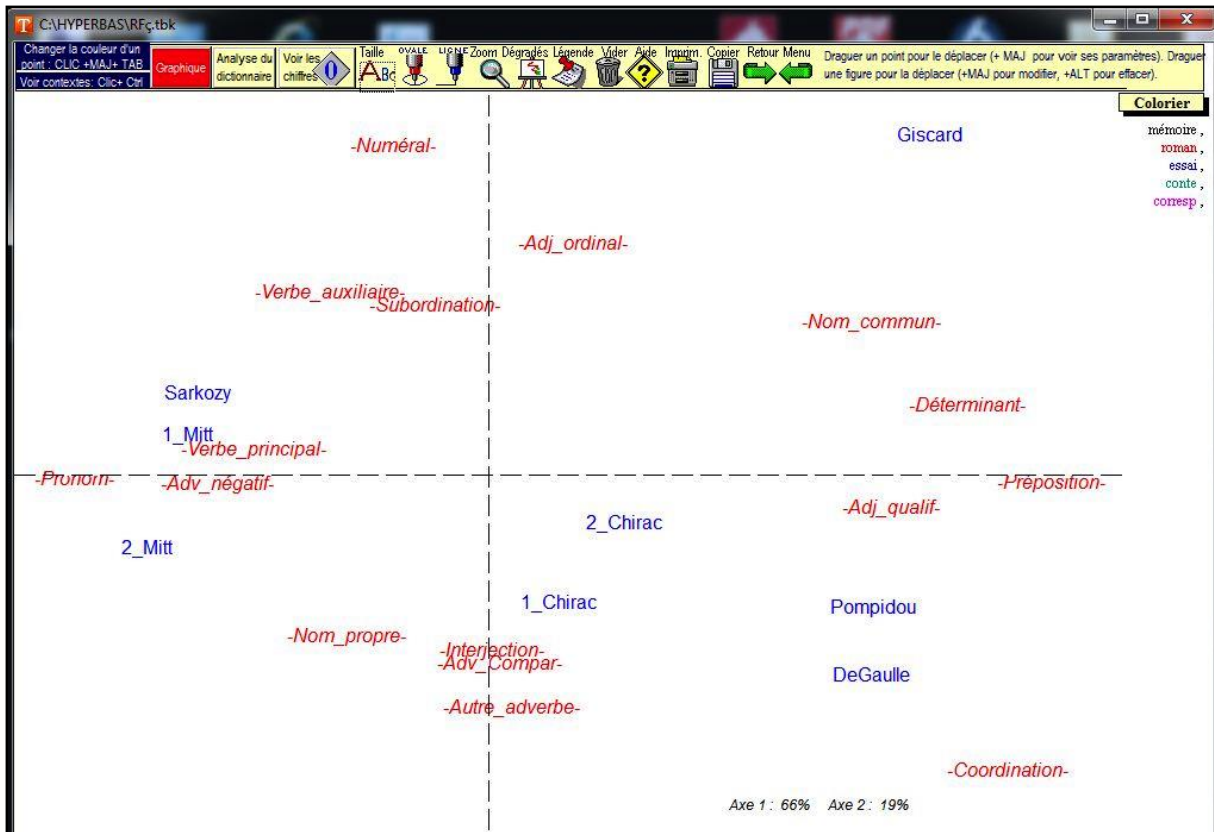 C:\HYPERBAS\RFç.tbk
Changer la couleur d'un
point : CLIC +MAJ+ TAB
Voir contextes: Clic+ Ctrl
Graphique
Analyse du
dictionnaire
Voir les
chiffres
0
Taille
OVALE
LIGNE
Zoom
Dégradés
Légende
Vider
Aide
Imprim.
Copier
Retour
Menu
Draguer un point pour le déplacer (+ MAJ pour voir ses paramètres). Draguer
une figure pour la déplacer (+MAJ pour modifier, +ALT pour effacer).
Colorier
mémoire ,
roman ,
essai ,
conte ,
corresp ,
Giscard
-Numéral-
-Adj_ordinal-
-Verbe_auxiliaire-
-Subordination-
-Nom_commun-
Sarkozy
-Déterminant-
1_Mitt
-Verbe_principal-
-Pronom-
-Adv_négatif-
-Préposition-
-Adj_qualif-
2_Chirac
2_Mitt
1_Chirac
Pompidou
-Nom_propre-
-Interjection-
-Adv_Compar-
DeGaulle
-Autre_adverbe-
-Coordination-
Axe 1 : 66% Axe 2 : 19%